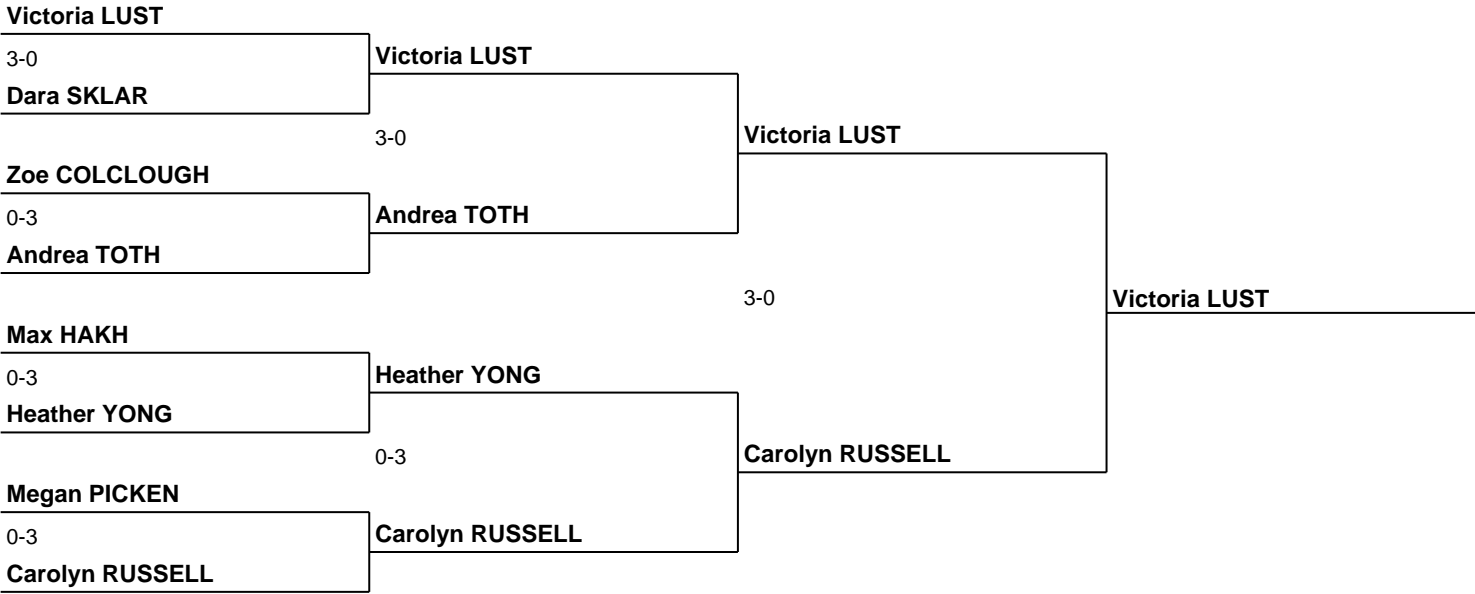 Victoria LUST
3-0
Dara SKLAR
Zoe COLCLOUGH
0-3
Andrea TOTH
Max HAKH
0-3
Heather YONG
Megan PICKEN
0-3
Carolyn RUSSELL
Victoria LUST
3-0
Andrea TOTH
Heather YONG
0-3
Carolyn RUSSELL
Victoria LUST
3-0
Carolyn RUSSELL
Victoria LUST